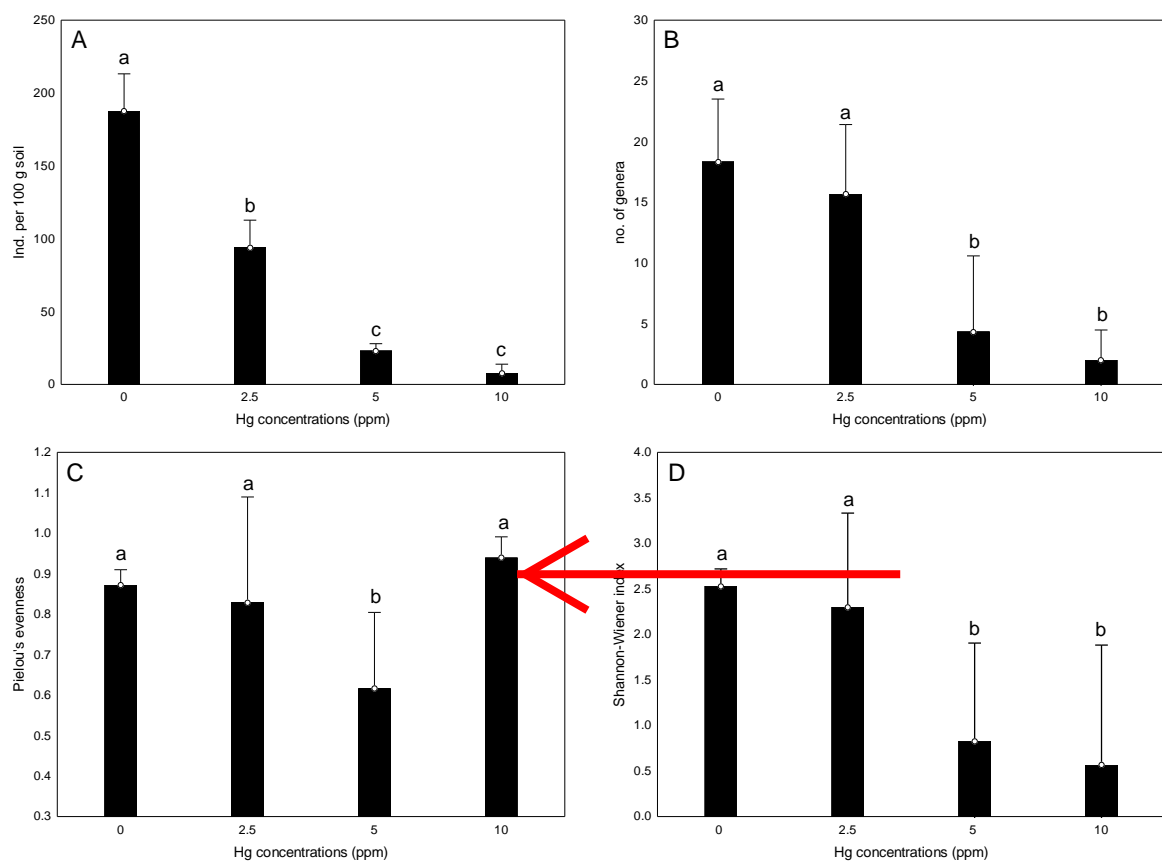 A
250
200
150
100
50
0
Ind. per 100 g soil
a
b
c
c
0 2.5 5 10
Hg concentrations (ppm)
B
30
25
20
15
10
5
0
no. of genera
a
a
b
b
0 2.5 5 10
Hg concentrations (ppm)
C
1.2
1.1
1.0
0.9
0.8
0.7
0.6
0.5
0.4
0.3
Pielou's evenness
a
a
b
a
0 2.5 5 10
Hg concentrations (ppm)
D
4.0
3.5
3.0
2.5
2.0
1.5
1.0
0.5
0.0
Shannon-Wiener index
a
a
b
b
0 2.5 5 10
Hg concentrations (ppm)